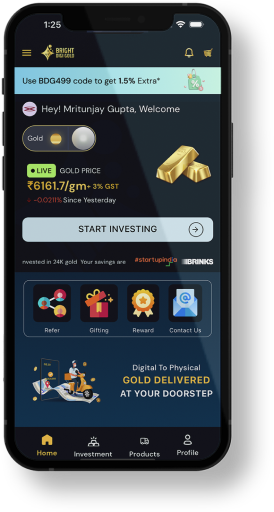 1:25
BRIGHT
DIGI GOLD
Use BDG499 code to get 1.5% Extra*
Hey! Mritunjay Gupta, Welcome
Gold
LIVE GOLD PRICE
₹6161.7/gm+ 3% GST
↓ -0.0211% Since Yesterday
START INVESTING
nvested in 24K gold Your savings are #startupindia BRINKS
Refer Gifting Reward Contact Us
Digital To Physical
GOLD DELIVERED
AT YOUR DOORSTEP
Home Investment Products Profile